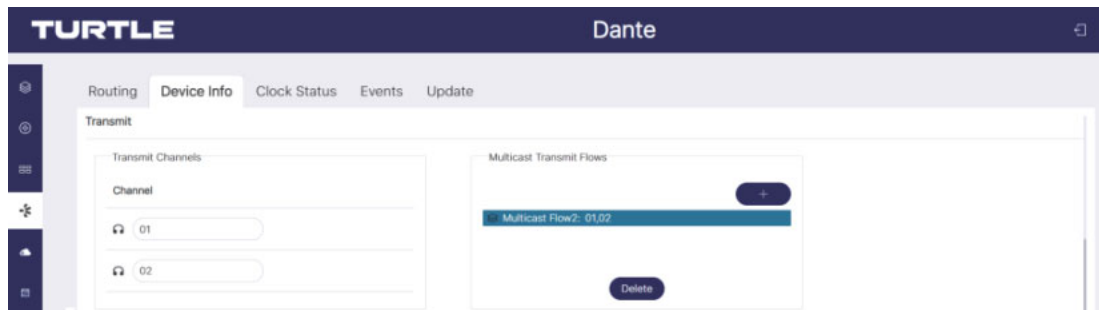 TURTLE Dante
Routing Device Info Clock Status Events Update
Transmit
Transmit Channels
Channel
01
02
Multicast Transmit Flows
+
Multicast Flow2: 01,02
Delete